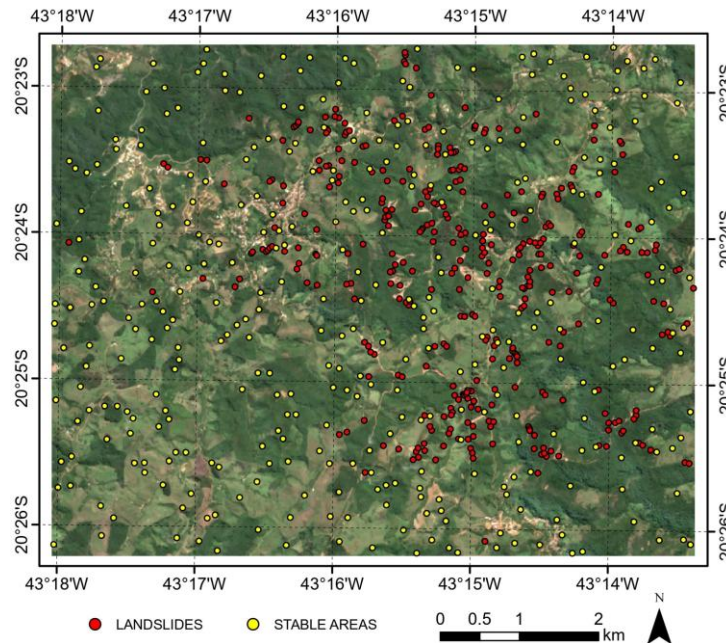 43°18'W 43°17'W 43°16'W 43°15'W 43°14'W
20°23'S 20°23'S
20°24'S 20°24'S
20°25'S 20°25'S
20°26'S 20°26'S
43°18'W 43°17'W 43°16'W 43°15'W 43°14'W
LANDSLIDES STABLE AREAS 0 0.5 1 2 km N